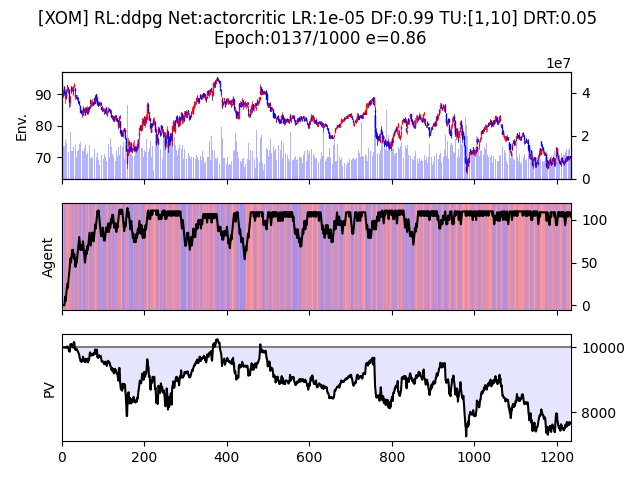 [XOM] RL:ddpg Net:actorcritic LR:1e-05 DF:0.99 TU:[1,10] DRT:0.05
Epoch:0137/1000 e=0.86
1e7
Env.
90
80
70
4
2
0
Agent
100
50
0
PV
10000
8000
0 200 400 600 800 1000 1200